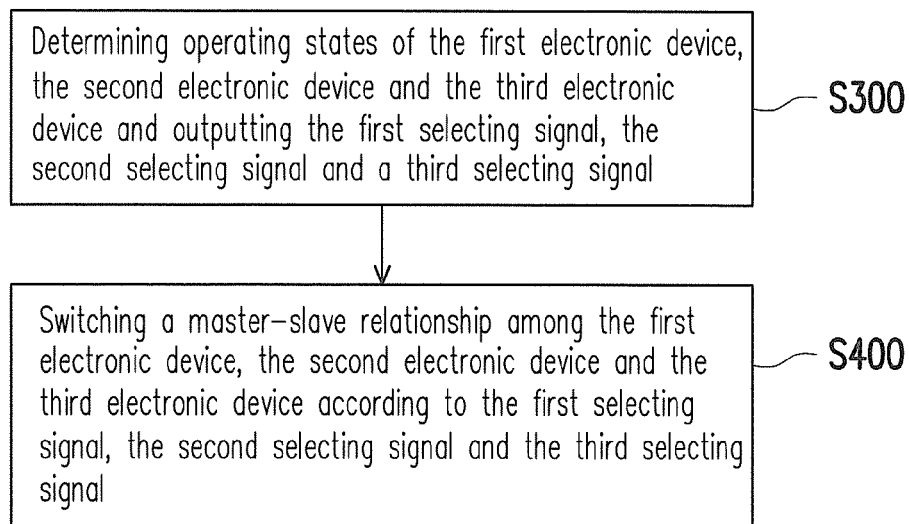 Determining operating states of the first electronic device,
the second electronic device and the third electronic
device and outputting the first selecting signal, the
second selecting signal and a third selecting signal
S300
Switching a master-slave relationship among the first
electronic device, the second electronic device and the
third electronic device according to the first selecting
signal, the second selecting signal and the third selecting
signal
S400